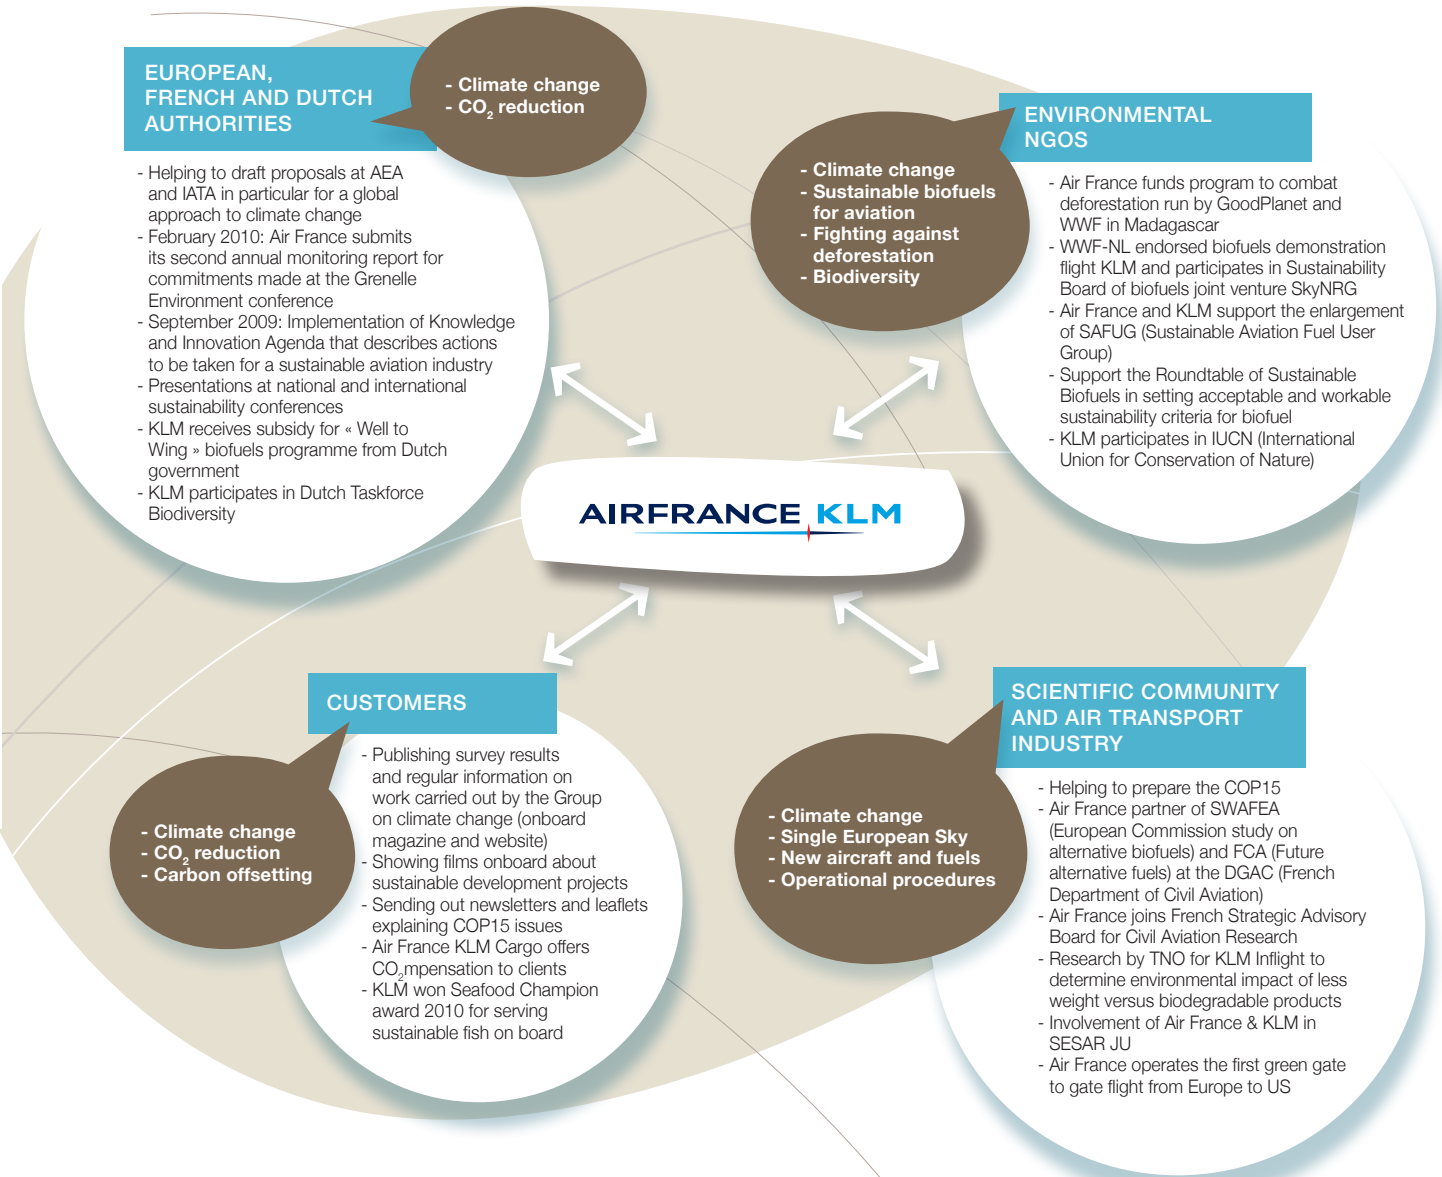 EUROPEAN,
FRENCH AND DUTCH
AUTHORITIES
- Climate change
- CO₂ reduction
- Helping to draft proposals at AEA
and IATA in particular for a global
approach to climate change
- February 2010: Air France submits
its second annual monitoring report for
commitments made at the Grenelle
Environment conference
- September 2009: Implementation of Knowledge
and Innovation Agenda that describes actions
to be taken for a sustainable aviation industry
- Presentations at national and international
sustainability conferences
- KLM receives subsidy for « Well to
Wing » biofuels programme from Dutch
government
- KLM participates in Dutch Taskforce
Biodiversity
ENVIRONMENTAL
NGOS
- Climate change
- Sustainable biofuels
for aviation
- Fighting against
deforestation
- Biodiversity
- Air France funds program to combat
deforestation run by GoodPlanet and
WWF in Madagascar
- WWF-NL endorsed biofuels demonstration
flight KLM and participates in Sustainability
Board of biofuels joint venture SkyNRG
- Air France and KLM support the enlargement
of SAFUG (Sustainable Aviation Fuel User
Group)
- Support the Roundtable of Sustainable
Biofuels in setting acceptable and workable
sustainability criteria for biofuel
- KLM participates in IUCN (International
Union for Conservation of Nature)
AIRFRANCE KLM
CUSTOMERS
- Climate change
- CO₂ reduction
- Carbon offsetting
- Publishing survey results
and regular information on
work carried out by the Group
on climate change (onboard
magazine and website)
- Showing films onboard about
sustainable development projects
- Sending out newsletters and leaflets
explaining COP15 issues
- Air France KLM Cargo offers
CO₂mpensation to clients
- KLM won Seafood Champion
award 2010 for serving
sustainable fish on board
SCIENTIFIC COMMUNITY
AND AIR TRANSPORT
INDUSTRY
- Climate change
- Single European Sky
- New aircraft and fuels
- Operational procedures
- Helping to prepare the COP15
- Air France partner of SWAFEA
(European Commission study on
alternative biofuels) and FCA (Future
alternative fuels) at the DGAC (French
Department of Civil Aviation)
- Air France joins French Strategic Advisory
Board for Civil Aviation Research
- Research by TNO for KLM Inflight to
determine environmental impact of less
weight versus biodegradable products
- Involvement of Air France & KLM in
SESAR JU
- Air France operates the first green gate
to gate flight from Europe to US